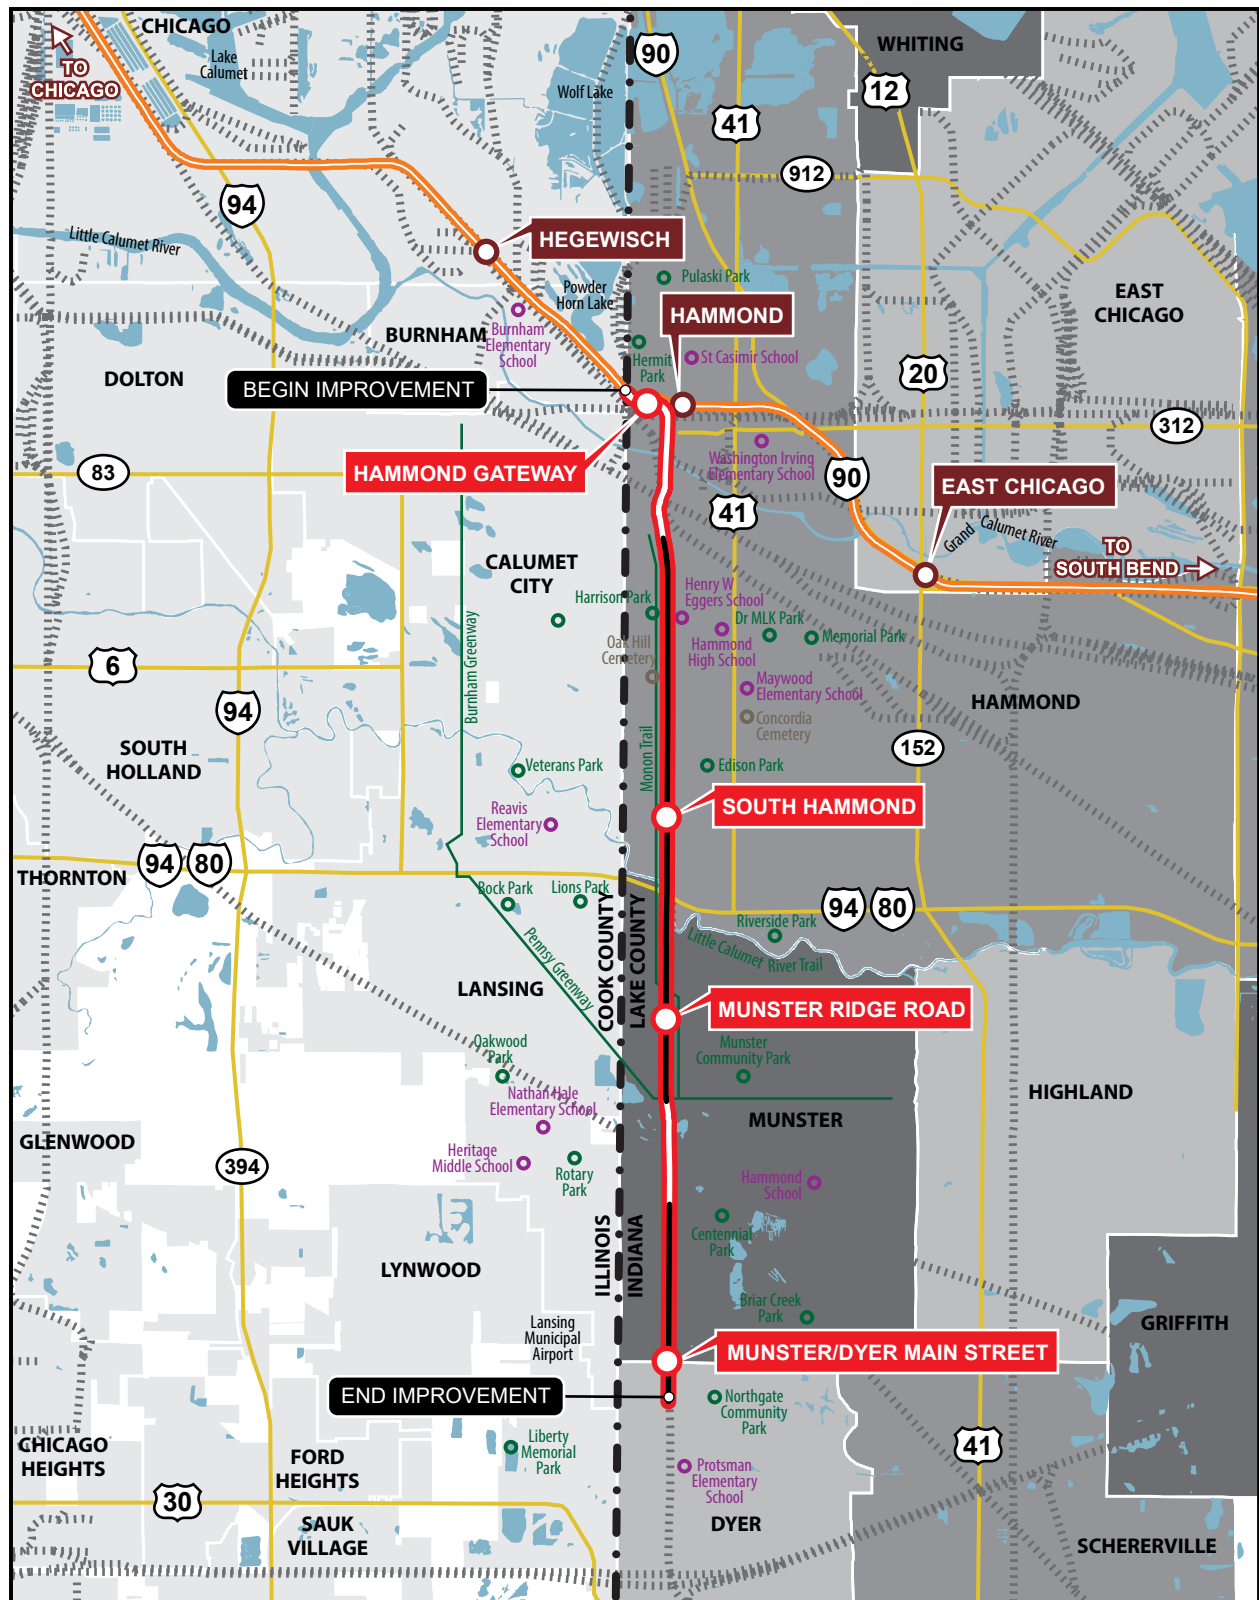 CHICAGO
TO
CHICAGO
Lake
Calumet
Wolf Lake
90
WHITING
12
41
912
94
Little Calumet River
HEGEWISCH
Pulaski Park
Powder
Horn Lake
EAST
CHICAGO
HAMMOND
BURNHAM
Burnham
Elementary
School
Hermit
Park
St Casimir School
20
DOLTON
BEGIN IMPROVEMENT
312
83
HAMMOND GATEWAY
Washington Irving
Elementary School
90
EAST CHICAGO
41
Grand Calumet River
TO
SOUTH BEND
CALUMET
CITY
Henry W
Eggers School
Harrison Park
Dr MLK Park
Memorial Park
Hammond
High School
Oak Hill
Cemetery
6
Burnham Greenway
Maywood
Elementary School
HAMMOND
94
Concordia
Cemetery
152
SOUTH
HOLLAND
Monon Trail
Veterans Park
Edison Park
Reavis
Elementary
School
SOUTH HAMMOND
94
80
THORNTON
Bock Park
Lions Park
94
80
Riverside Park
Little Calumet River Trail
COOK COUNTY
LAKE COUNTY
Pennsy Greenway
LANSING
MUNSTER RIDGE ROAD
Oakwood
Park
Munster
Community Park
Nathan Hale
Elementary School
HIGHLAND
MUNSTER
GLENWOOD
Heritage
Middle School
394
Rotary
Park
Hammond
School
ILLINOIS
INDIANA
Centennial
Park
LYNWOOD
Briar Creek
Park
GRIFFITH
Lansing
Municipal
Airport
MUNSTER/DYER MAIN STREET
END IMPROVEMENT
Northgate
Community
Park
CHICAGO
HEIGHTS
FORD
HEIGHTS
Liberty
Memorial
Park
41
Protsman
Elementary
School
30
SAUK
VILLAGE
DYER
SCHERERVILLE